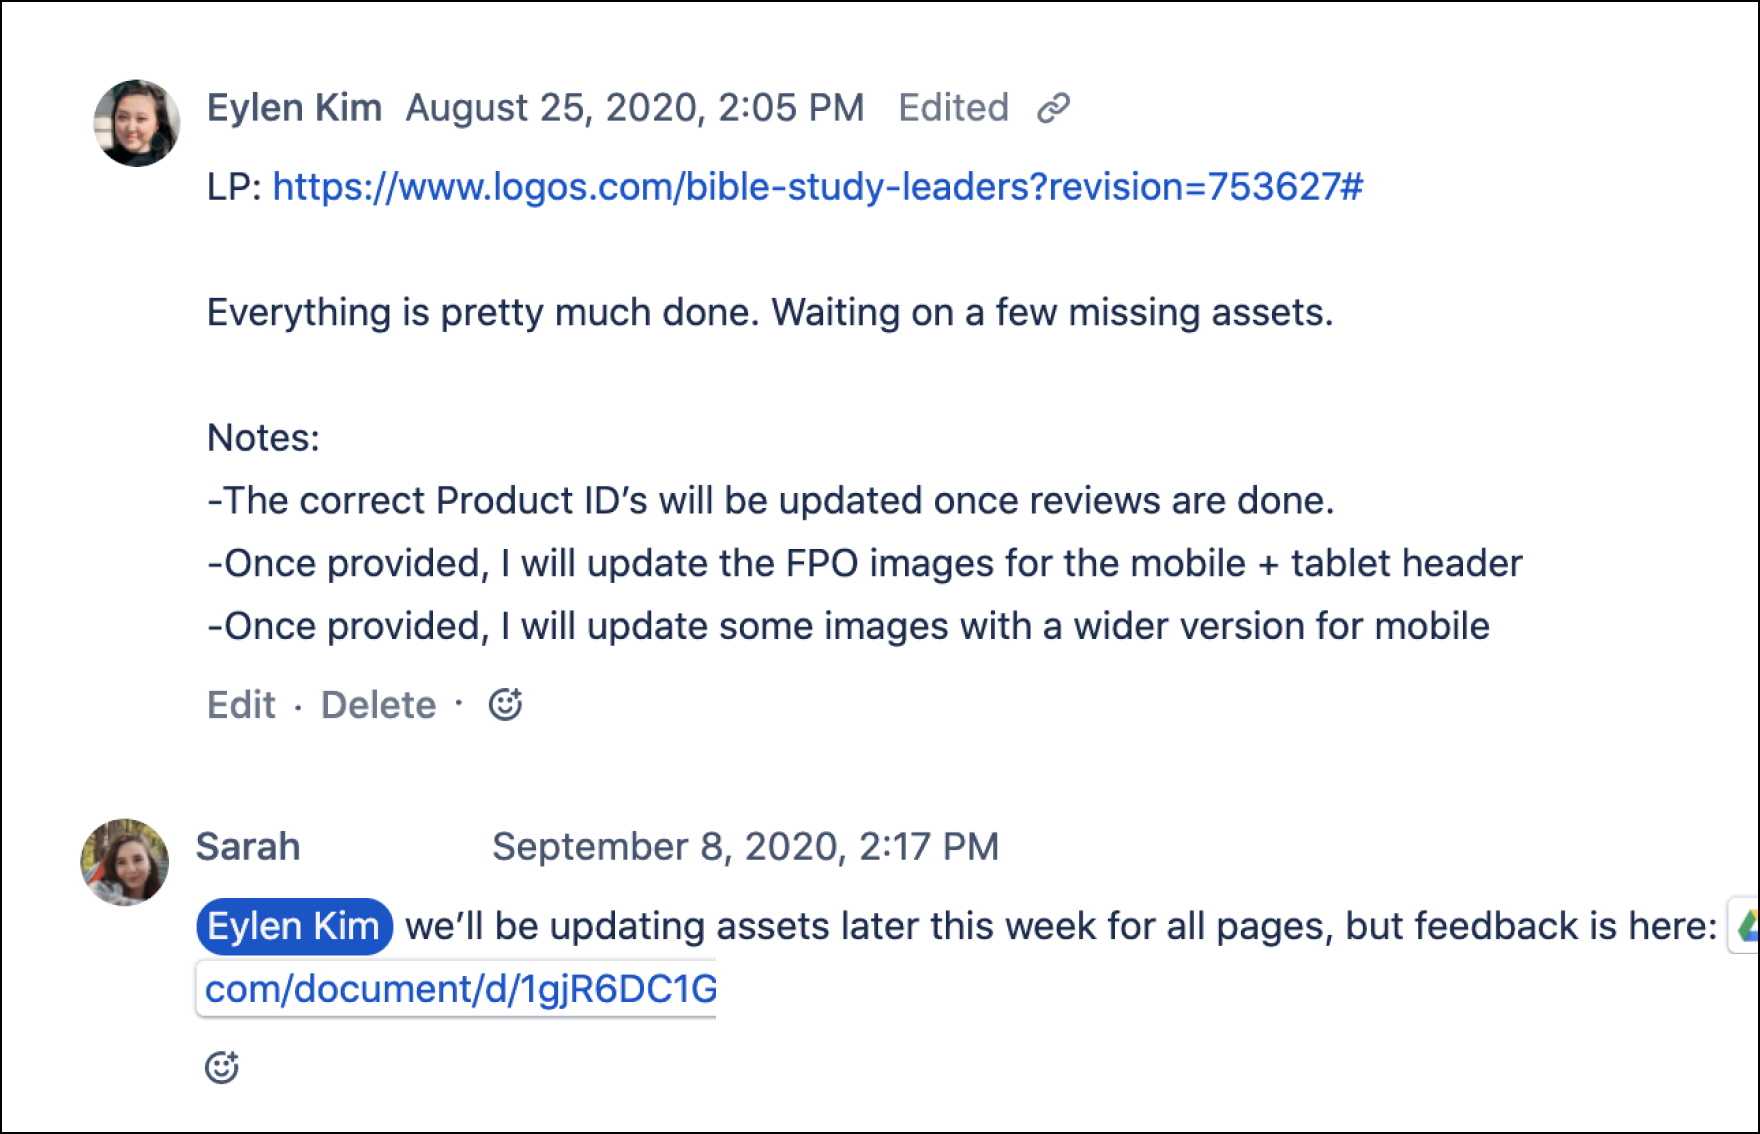 Eylen Kim August 25, 2020, 2:05 PM Edited
LP: https://www.logos.com/bible-study-leaders?revision=753627#
Everything is pretty much done. Waiting on a few missing assets.
Notes:
-The correct Product ID’s will be updated once reviews are done.
-Once provided, I will update the FPO images for the mobile + tablet header
-Once provided, I will update some images with a wider version for mobile
Edit · Delete ·
Sarah September 8, 2020, 2:17 PM
Eylen Kim we’ll be updating assets later this week for all pages, but feedback is here:
com/document/d/1gjR6DC1G